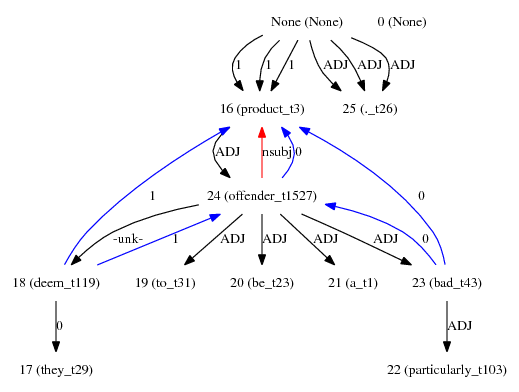 None (None) 0 (None)
1 1 1 ADJ ADJ ADJ
16 (product_t3) 25 (._t26)
ADJ nsubj 0
1 0
24 (offender_t1527)
-unk- 1 ADJ ADJ ADJ ADJ 0
18 (deem_t119) 19 (to_t31) 20 (be_t23) 21 (a_t1) 23 (bad_t43)
0 ADJ
17 (they_t29) 22 (particularly_t103)